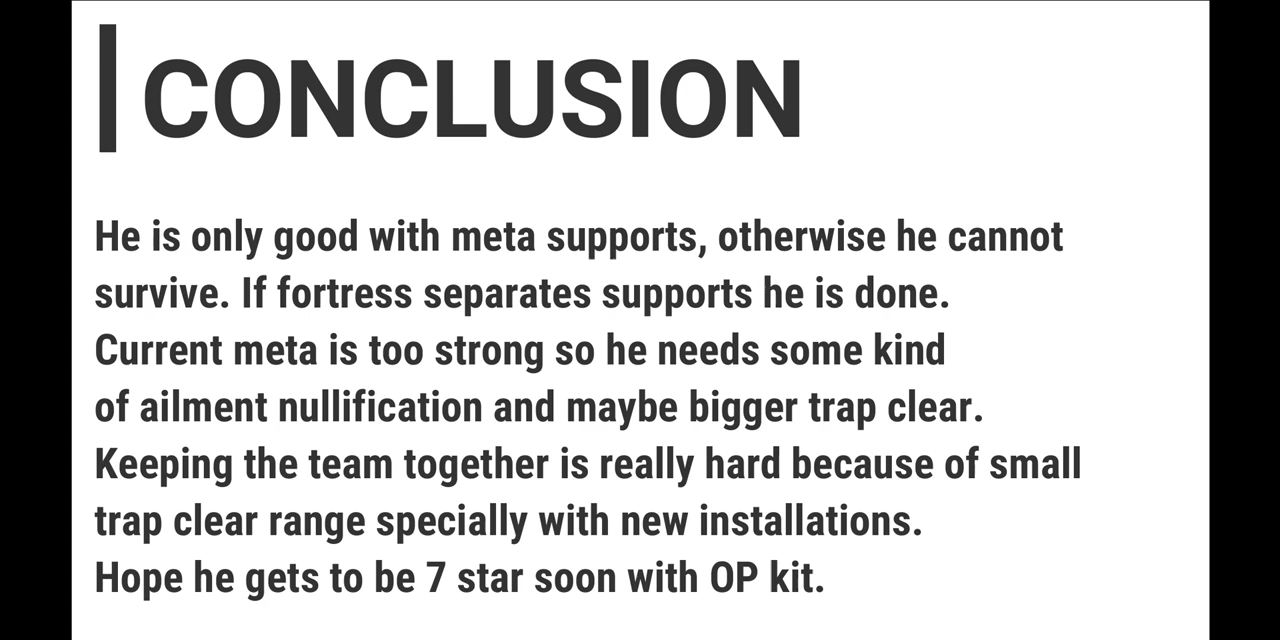 CONCLUSION
He is only good with meta supports, otherwise he cannot
survive. If fortress separates supports he is done.
Current meta is too strong so he needs some kind
of ailment nullification and maybe bigger trap clear.
Keeping the team together is really hard because of small
trap clear range specially with new installations.
Hope he gets to be 7 star soon with OP kit.